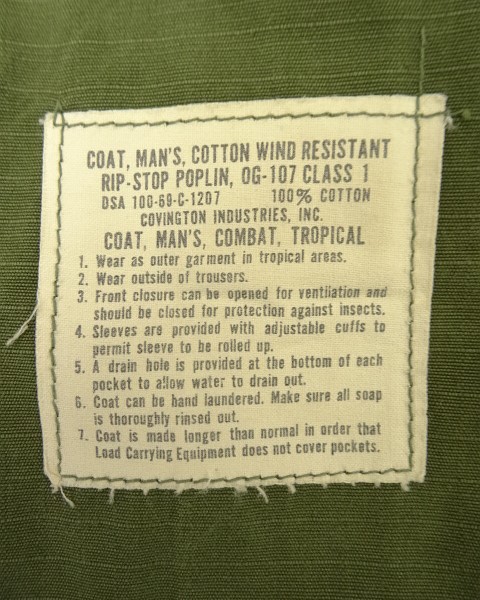 COAT, MAN'S, COTTON WIND RESISTANT
RIP-STOP POPLIN, OG-107 CLASS 1
DSA 100-69-C-1207 100% COTTON
COVINGTON INDUSTRIES, INC.
COAT, MAN'S, COMBAT, TROPICAL
1. Wear as outer garment in tropical areas.
2. Wear outside of trousers.
3. Front closure can be opened for ventilation and
should be closed for protection against insects.
4. Sleeves are provided with adjustable cuffs to
permit sleeve to be rolled up.
5. A drain hole is provided at the bottom of each
pocket to allow water to drain out.
6. Coat can be hand laundered. Make sure all soap
is thoroughly rinsed out.
7. Coat is made longer than normal in order that
Load Carrying Equipment does not cover pockets.